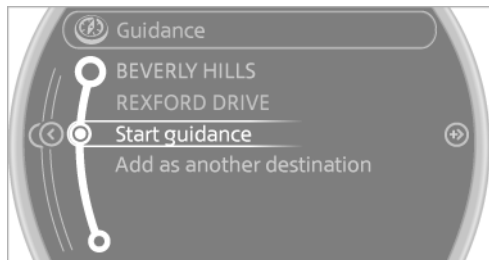 Guidance
BEVERLY HILLS
REXFORD DRIVE
Start guidance
Add as another destination